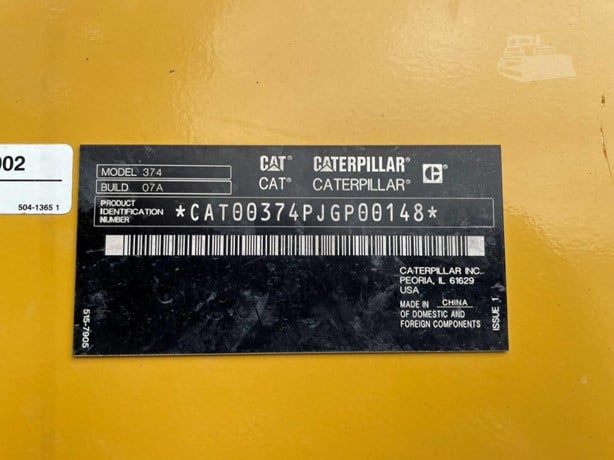 902
504-1365 1
MODEL 374
BUILD 07A
PRODUCT
IDENTIFICATION
NUMBER
*CAT00374PJGP00148*
CAT® CATERPILLAR®
CAT® CATERPILLAR®
C
CATERPILLAR INC.
PEORIA, IL 61629
USA
MADE IN CHINA
OF DOMESTIC AND
FOREIGN COMPONENTS
515-7905
ISSUE 1